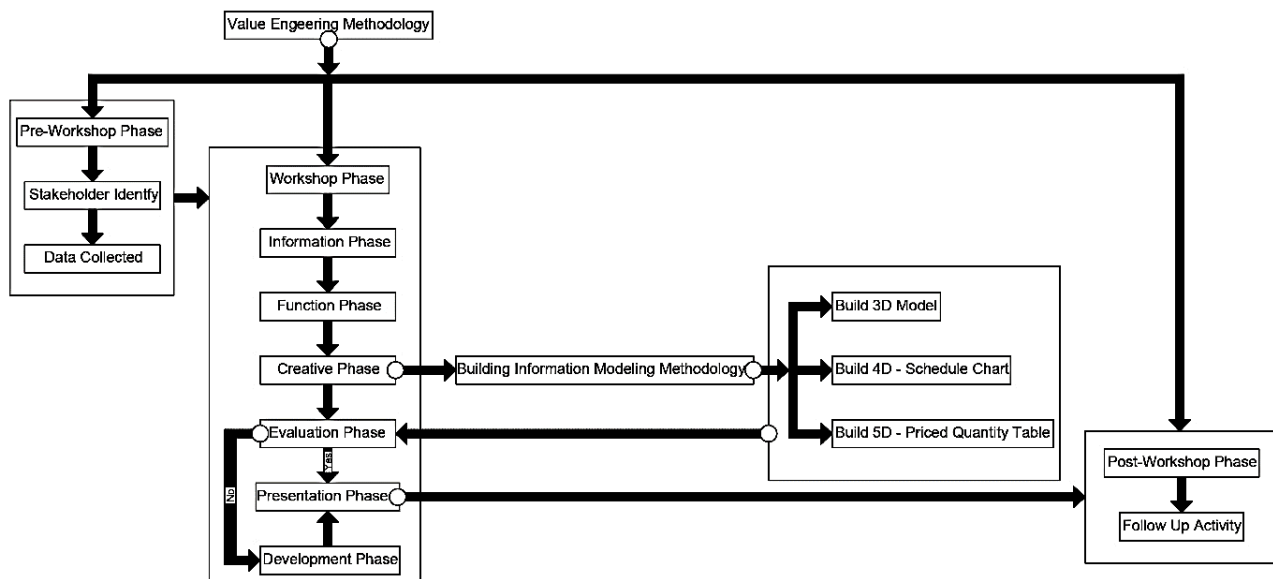 Value Engeering Methodology
Pre-Workshop Phase
Stakeholder Identfy
Data Collected
Workshop Phase
Information Phase
Function Phase
Creative Phase
Building Information Modeling Methodology
Build 3D Model
Build 4D - Schedule Chart
Build 5D - Priced Quantity Table
Evaluation Phase
Yes
No
Presentation Phase
Development Phase
Post-Workshop Phase
Follow Up Activity